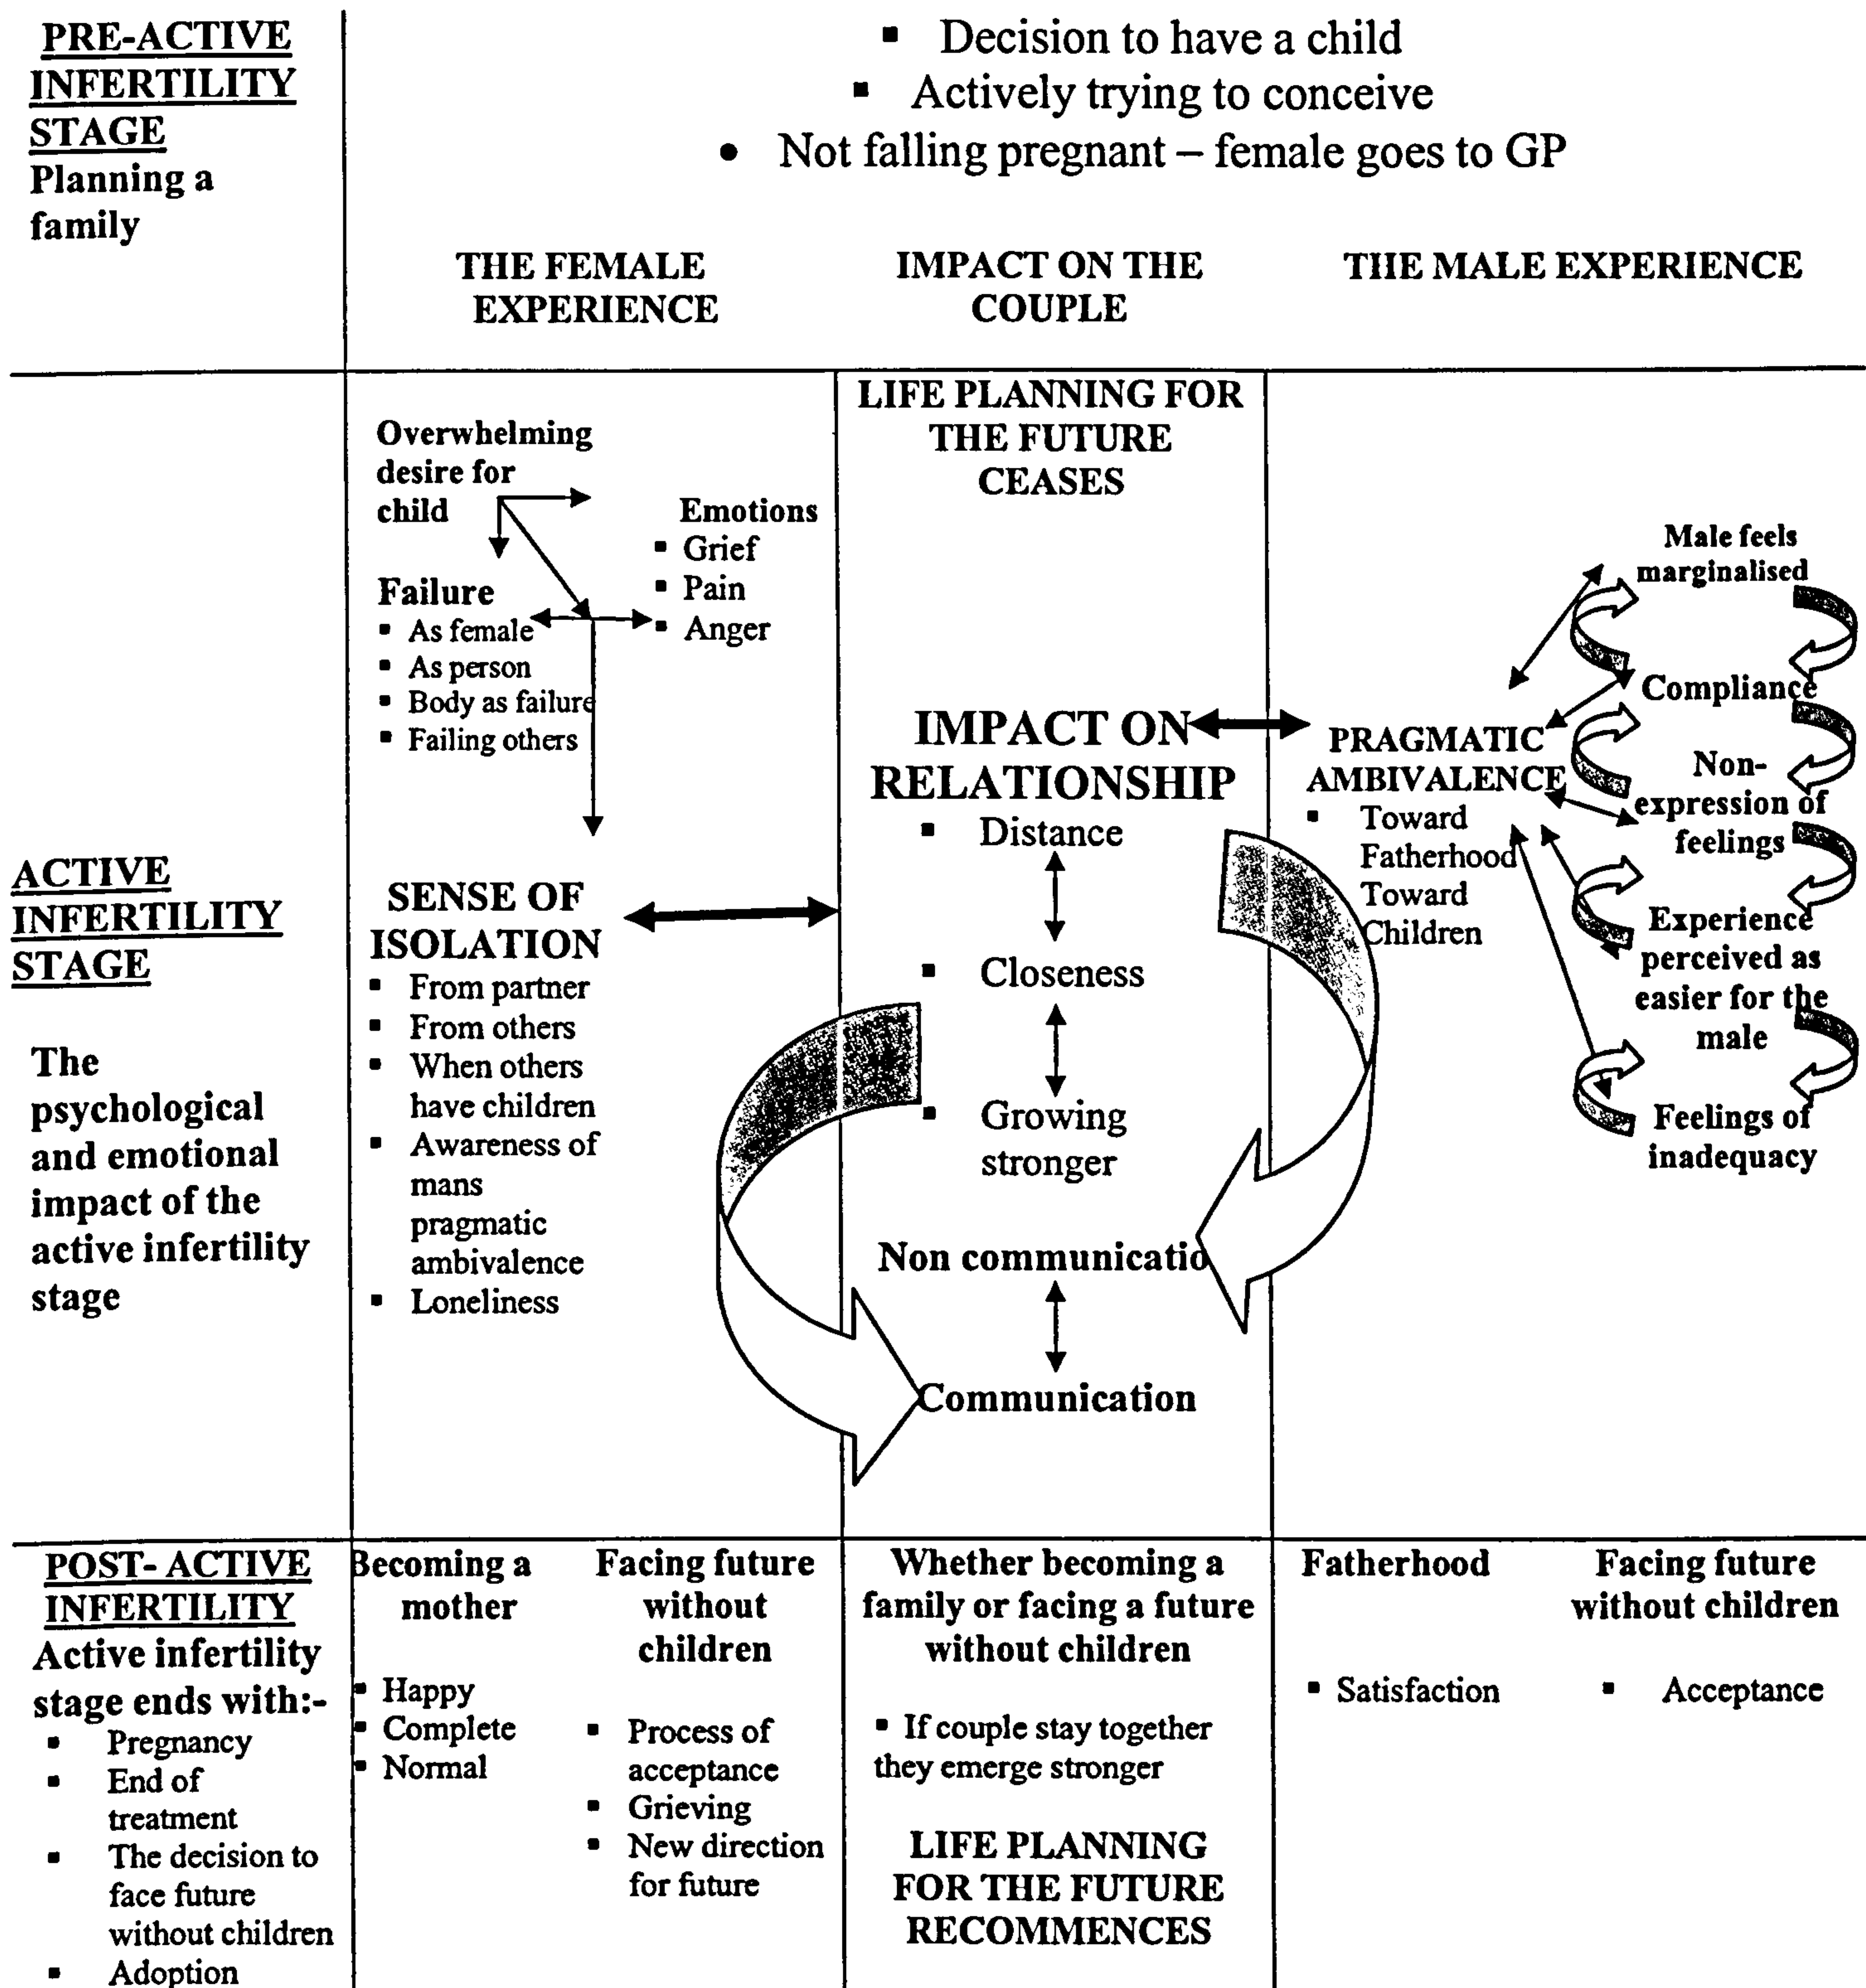 PRE-ACTIVE
INFERTILITY
STAGE
Planning a
family
▪ Decision to have a child
▪ Actively trying to conceive
• Not falling pregnant – female goes to GP
THE FEMALE
EXPERIENCE
IMPACT ON THE
COUPLE
THE MALE EXPERIENCE
ACTIVE
INFERTILITY
STAGE
The
psychological
and emotional
impact of the
active infertility
stage
Overwhelming
desire for
child
Emotions
▪ Grief
▪ Pain
▪ Anger
Failure
▪ As female
▪ As person
▪ Body as failure
▪ Failing others
SENSE OF
ISOLATION
▪ From partner
▪ From others
▪ When others
have children
▪ Awareness of
mans
pragmatic
ambivalence
▪ Loneliness
LIFE PLANNING FOR
THE FUTURE
CEASES
IMPACT ON
RELATIONSHIP
▪ Distance
▪ Closeness
▪ Growing
stronger
Non communicatio
Communication
PRAGMATIC
AMBIVALENCE
▪ Toward
Fatherhood
Toward
Children
Male feels
marginalised
Compliance
Non-
expression of
feelings
Experience
perceived as
easier for the
male
Feelings of
inadequacy
POST- ACTIVE
INFERTILITY
Active infertility
stage ends with:-
▪ Pregnancy
▪ End of
treatment
▪ The decision to
face future
without children
▪ Adoption
Becoming a
mother
▪ Happy
▪ Complete
▪ Normal
Facing future
without
children
▪ Process of
acceptance
▪ Grieving
▪ New direction
for future
Whether becoming a
family or facing a future
without children
▪ If couple stay together
they emerge stronger
LIFE PLANNING
FOR THE FUTURE
RECOMMENCES
Fatherhood
▪ Satisfaction
Facing future
without children
▪ Acceptance